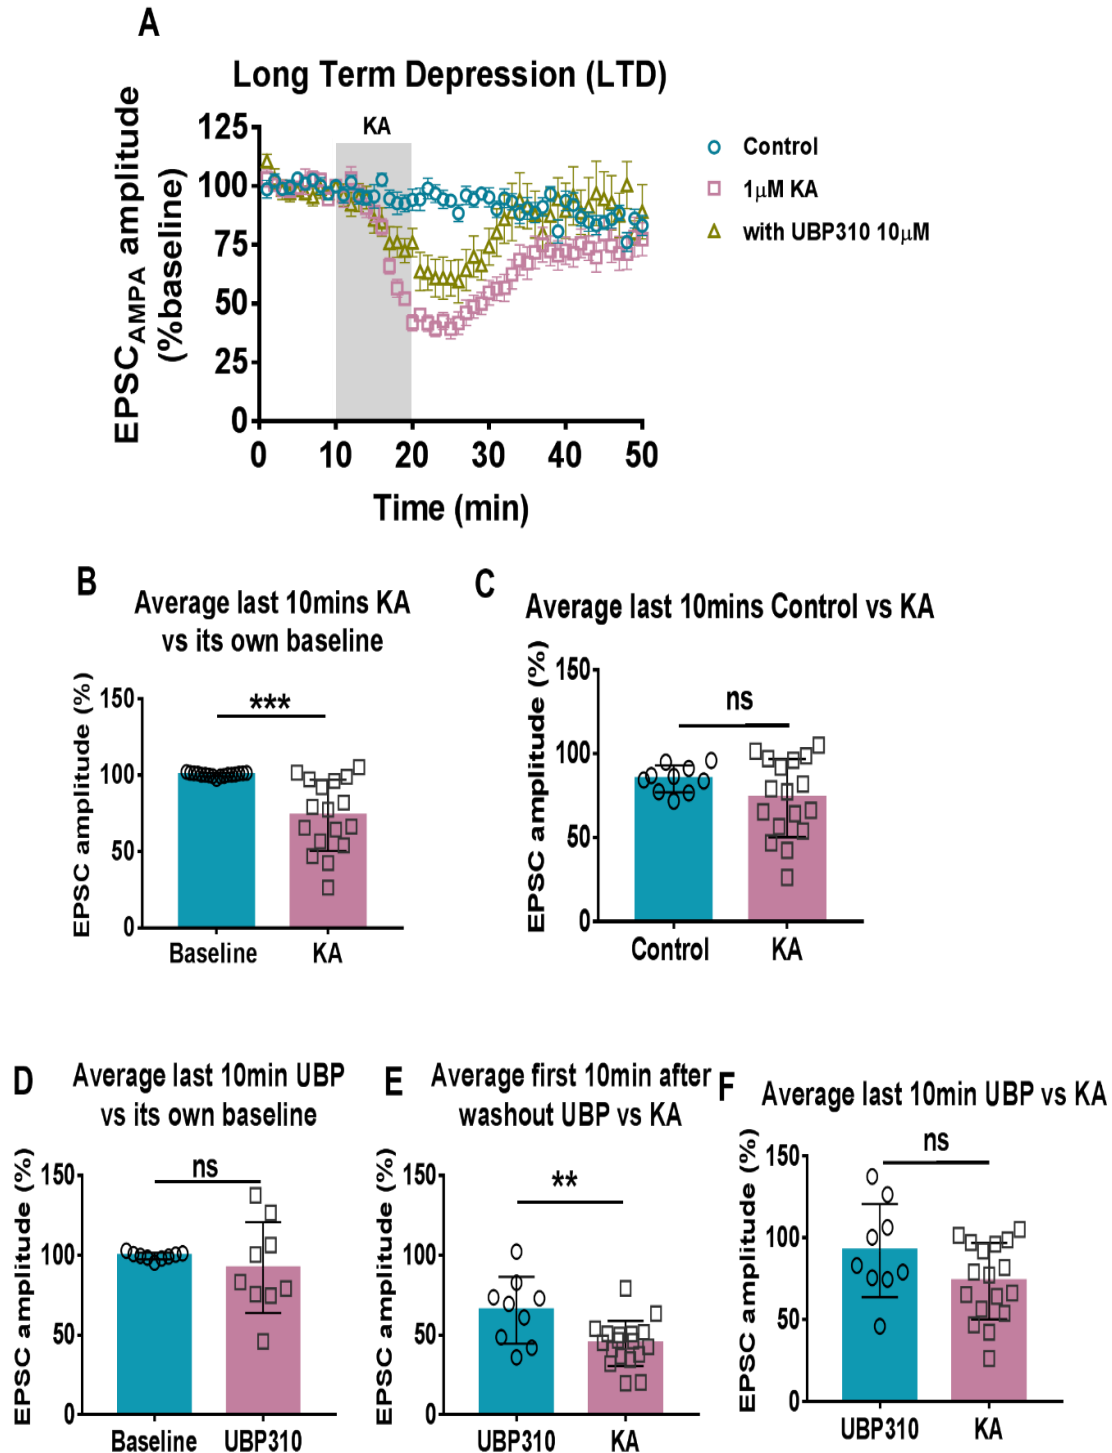 A
Long Term Depression (LTD)
EPSC_AMPA amplitude
(%baseline)
125
100
75
50
25
0
KA
0 10 20 30 40 50
Time (min)
Control
1μM KA
with UBP310 10μM
B
Average last 10mins KA
vs its own baseline
EPSC amplitude (%)
150
100
50
0
***
Baseline KA
C
Average last 10mins Control vs KA
EPSC amplitude (%)
150
100
50
0
ns
Control KA
D
Average last 10min UBP
vs its own baseline
EPSC amplitude (%)
150
100
50
0
ns
Baseline UBP310
E
Average first 10min after
washout UBP vs KA
EPSC amplitude (%)
150
100
50
0
**
UBP310 KA
F
Average last 10min UBP vs KA
EPSC amplitude (%)
150
100
50
0
ns
UBP310 KA